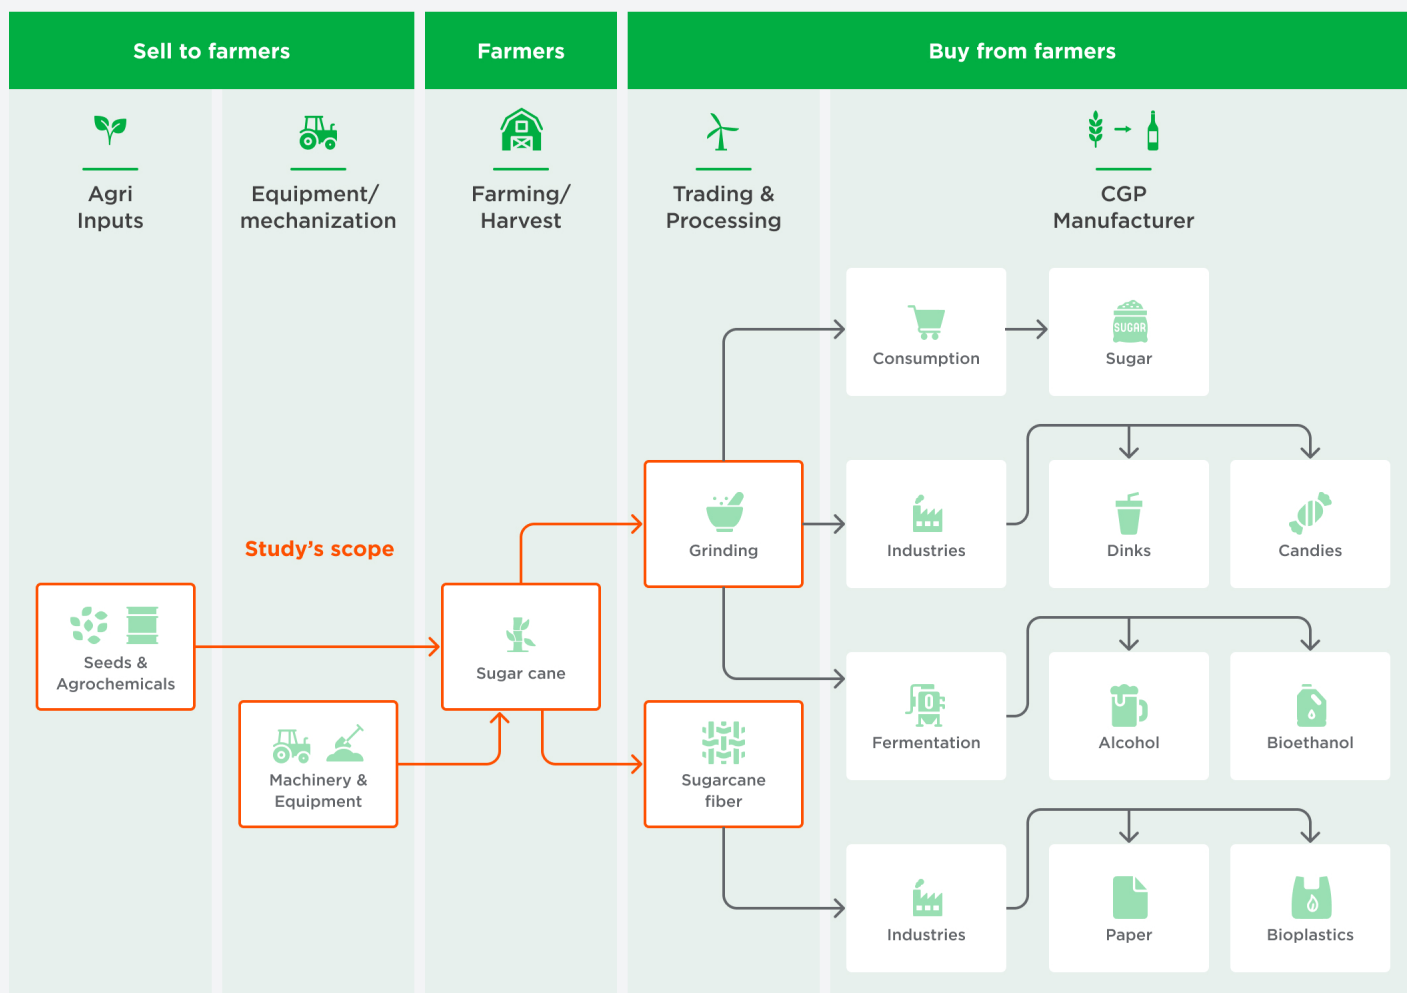 Sell to farmers
Farmers
Buy from farmers
Agri
Inputs
Equipment/
mechanization
Farming/
Harvest
Trading &
Processing
CGP
Manufacturer
Consumption
SUGAR
Sugar
Grinding
Industries
Dinks
Candies
Study's scope
Seeds &
Agrochemicals
Sugar cane
Machinery &
Equipment
Sugarcane
fiber
Fermentation
Alcohol
Bioethanol
Industries
Paper
Bioplastics